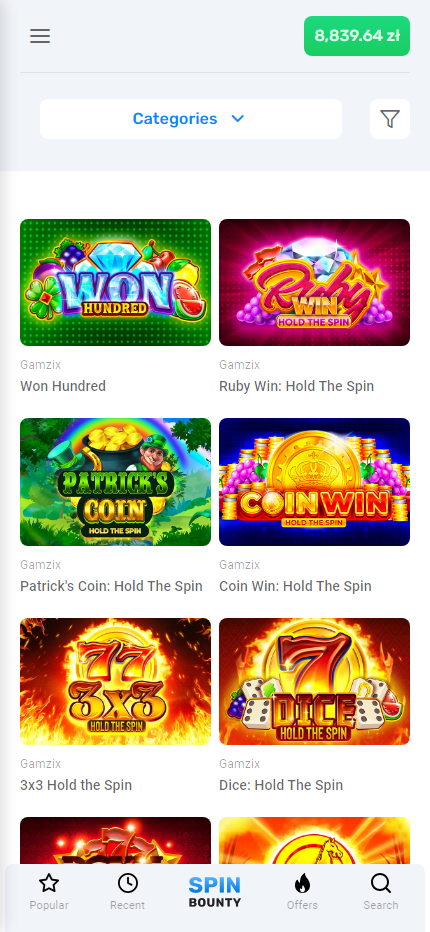 8,839.64 zł
Categories
WON
HUNDRED
Ruby
WIN
HOLD THE SPIN
Gamzix
Won Hundred
Gamzix
Ruby Win: Hold The Spin
PATRICK'S
COIN
HOLD THE SPIN
COIN WIN
HOLD THE SPIN
Gamzix
Patrick's Coin: Hold The Spin
Gamzix
Coin Win: Hold The Spin
77
3x3
HOLD THE SPIN
7
DICE
HOLD THE SPIN
Gamzix
3x3 Hold the Spin
Gamzix
Dice: Hold The Spin
7
Popular
Recent
SPIN
BOUNTY
Offers
Search